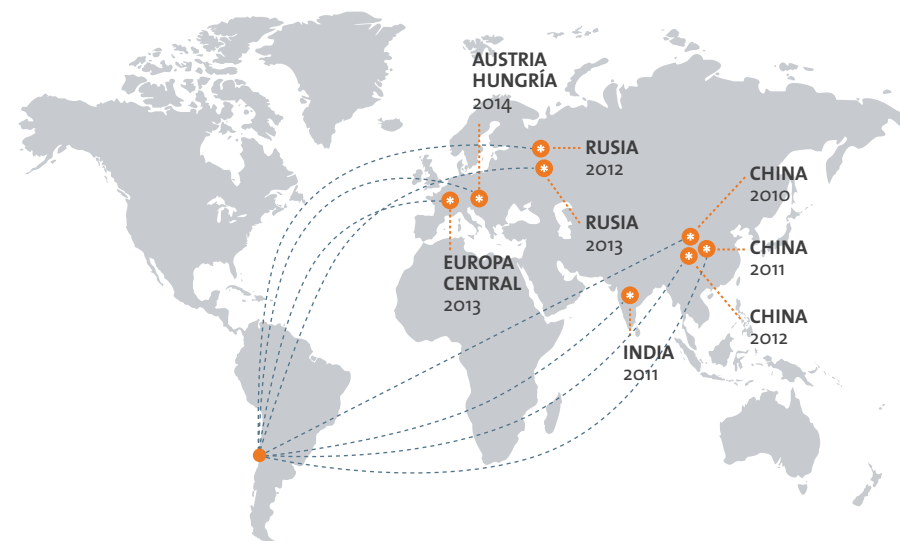 AUSTRIA
HUNGRÍA
2014
RUSIA
2012
CHINA
2010
RUSIA
2013
CHINA
2011
EUROPA
CENTRAL
2013
CHINA
2012
INDIA
2011